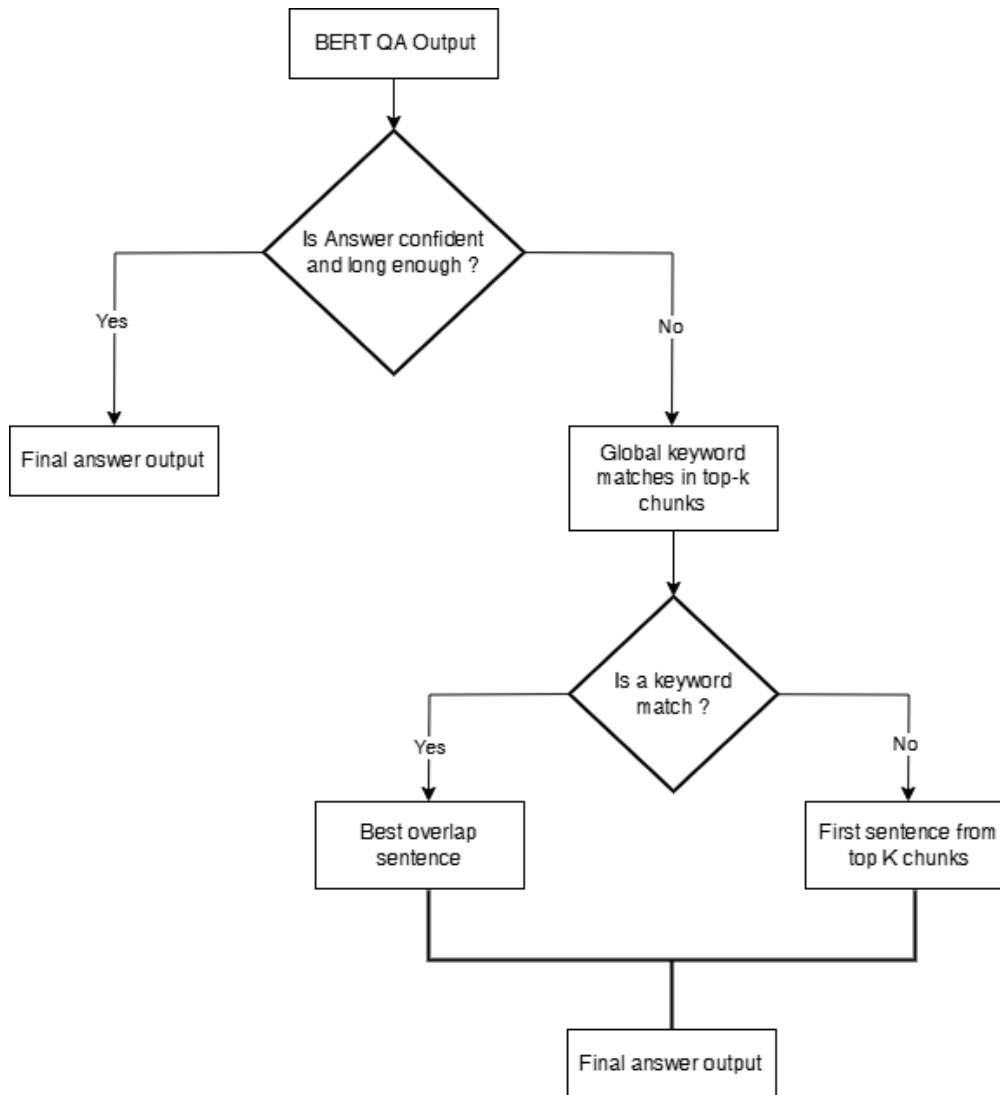 BERT QA Output
Is Answer confident
and long enough ?
Yes
No
Final answer output
Global keyword
matches in top-k
chunks
Is a keyword
match ?
Yes
No
Best overlap
sentence
First sentence from
top K chunks
Final answer output